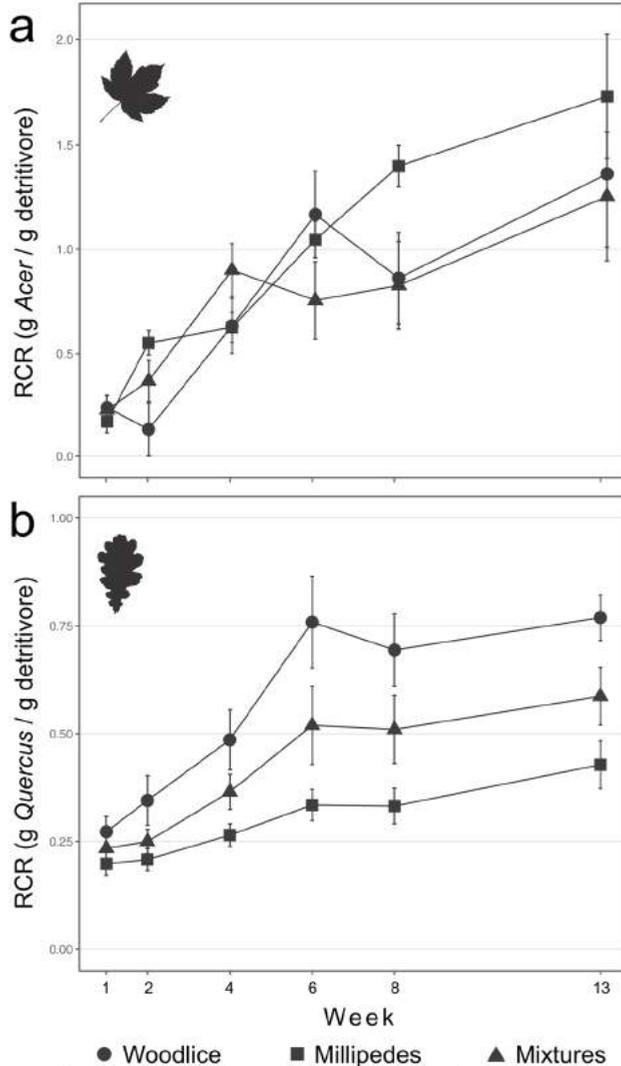 a
RCR (g Acer / g detritivore)
2.0
1.5
1.0
0.5
0.0
b
RCR (g Quercus / g detritivore)
1.00
0.75
0.50
0.25
0.00
1 2 4 6 8 13
Week
Woodlice Millipedes Mixtures